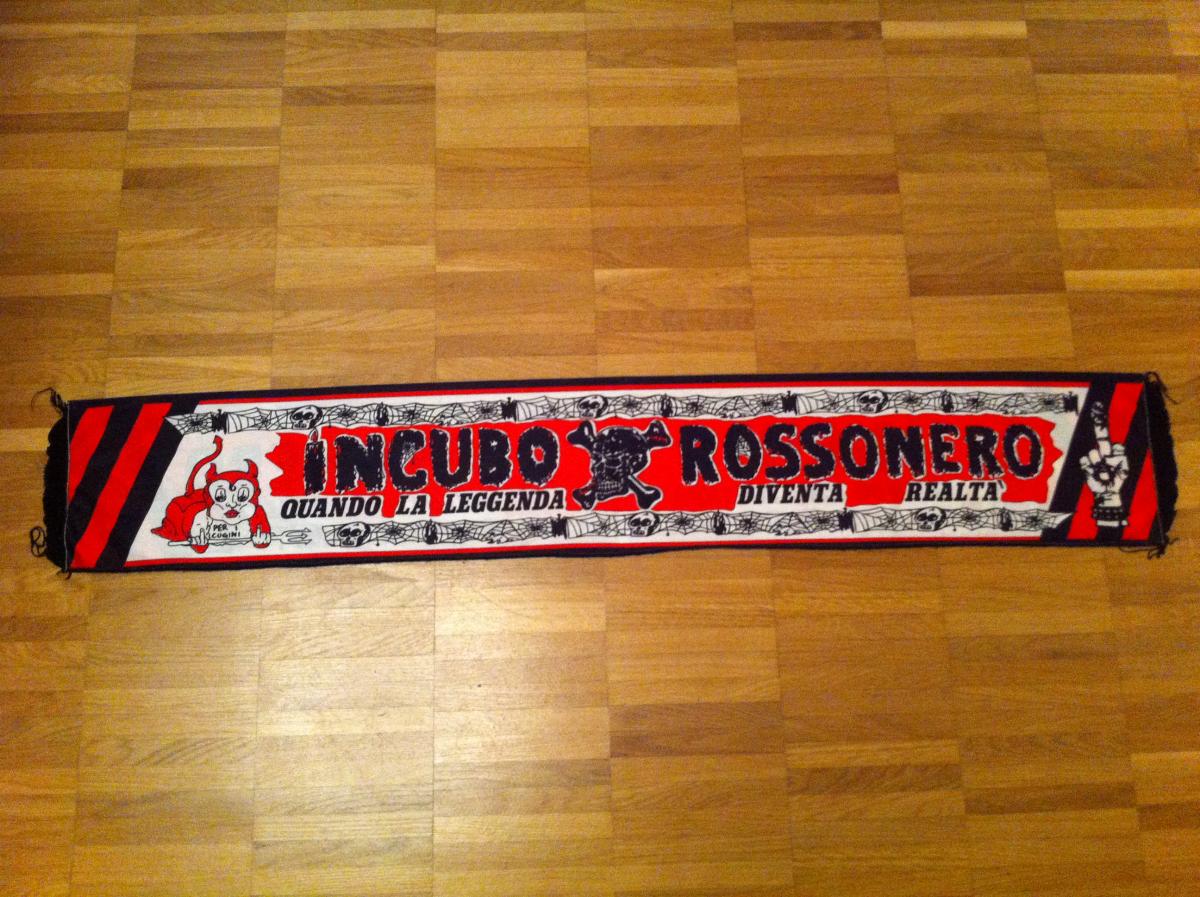 INCUBO ROSSONERO
QUANDO LA LEGGENDA DIVENTA REALTA'
PER I
CUGINI